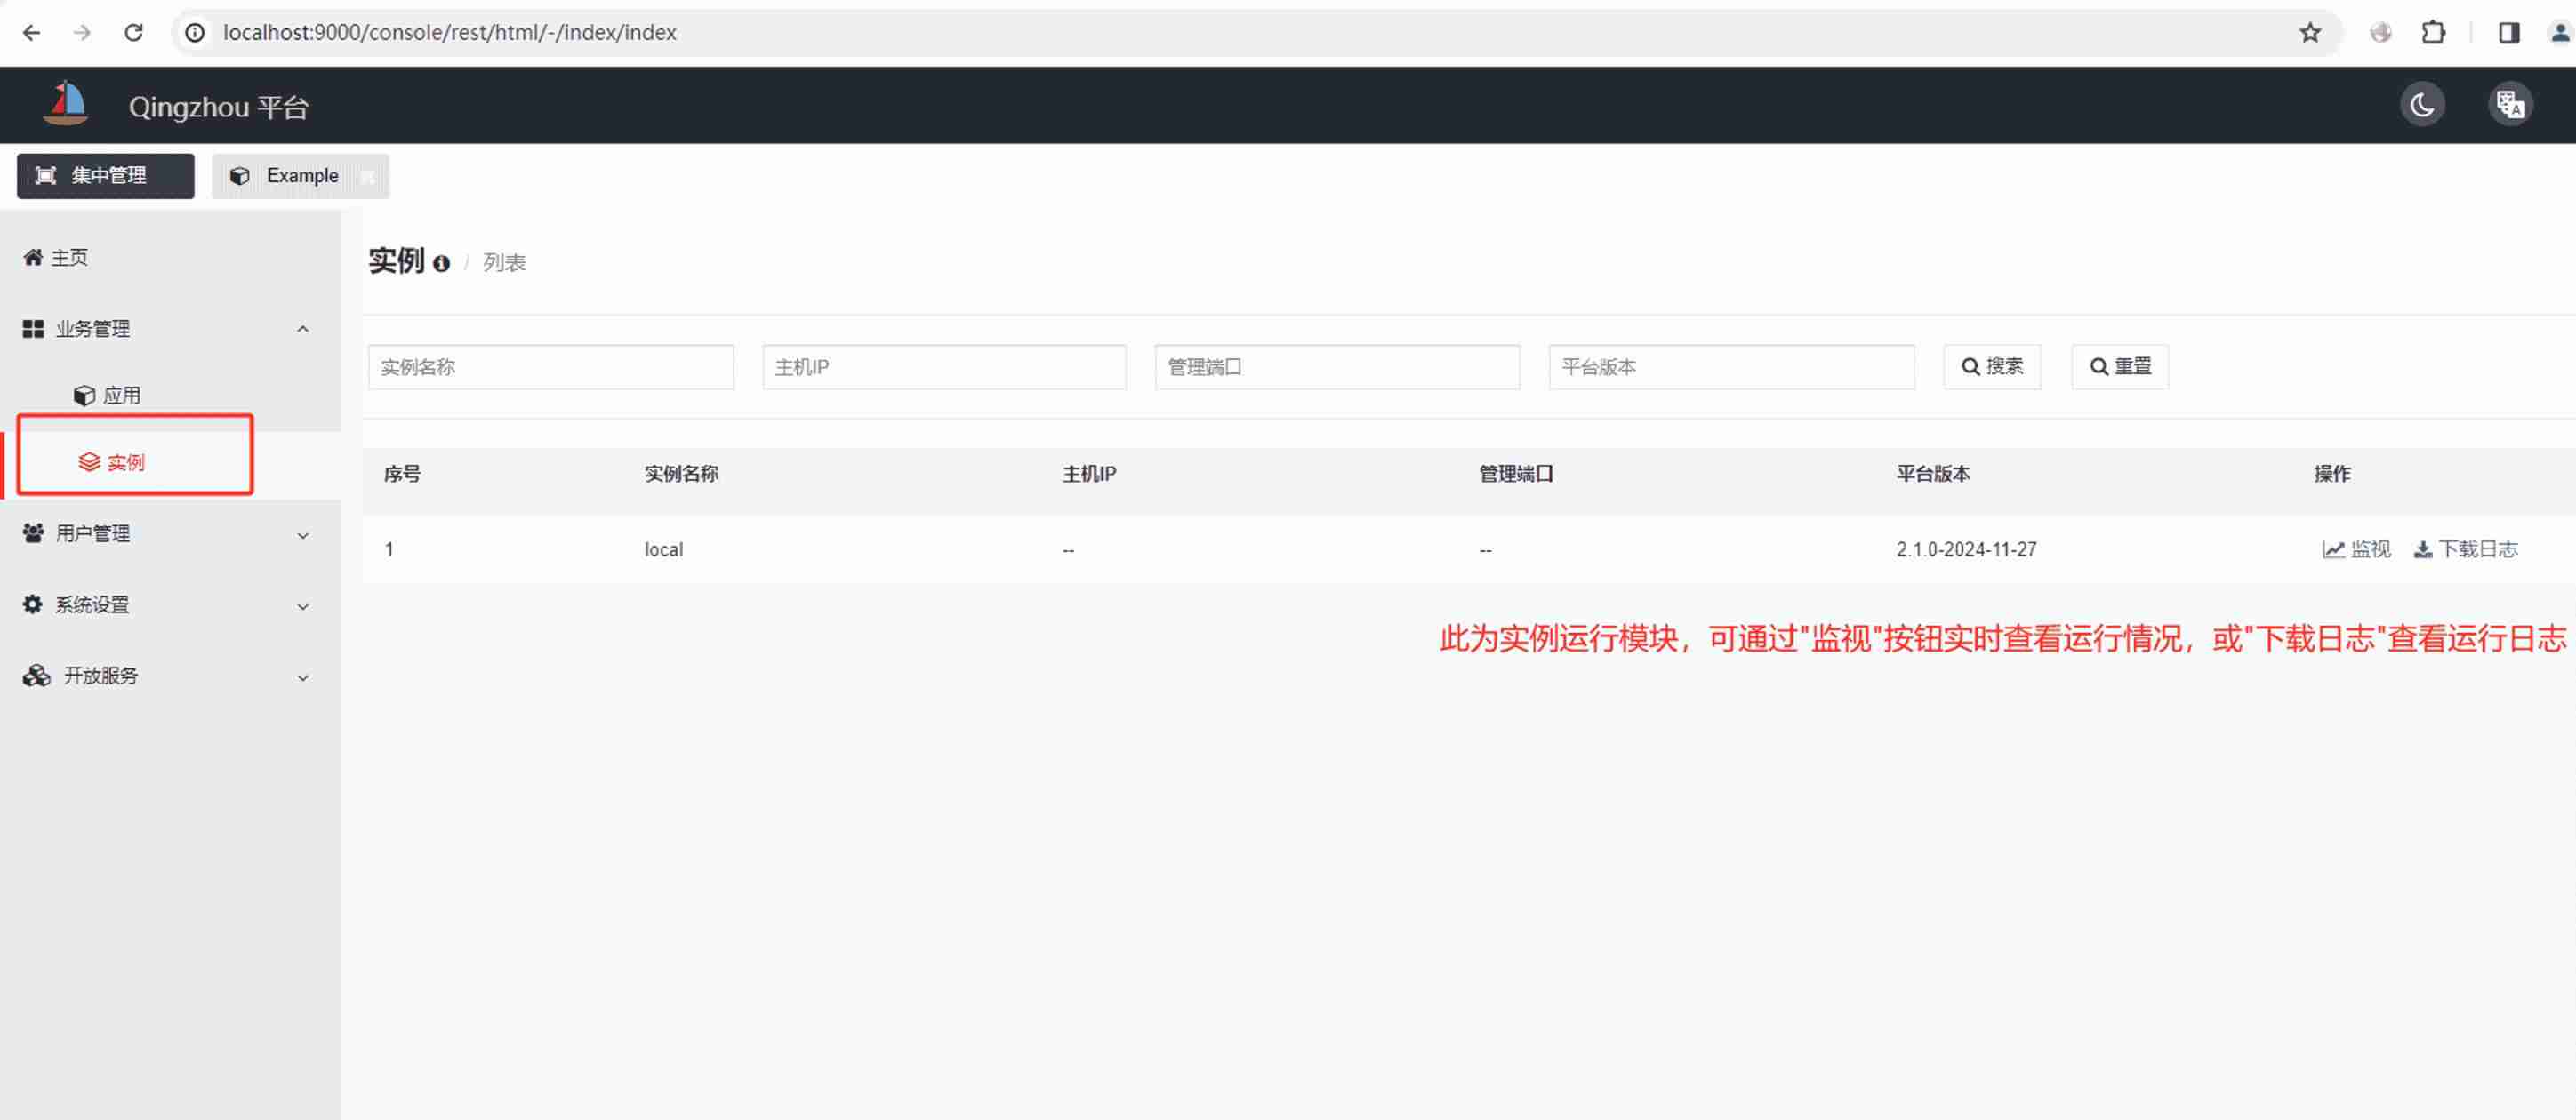 localhost:9000/console/rest/html/-/index/index
Qingzhou 平台
集中管理
Example
主页
业务管理
应用
实例
用户管理
系统设置
开放服务
实例 / 列表
实例名称 主机IP 管理端口 平台版本 搜索 重置
序号 实例名称 主机IP 管理端口 平台版本 操作
1 local -- -- 2.1.0-2024-11-27 监视 下载日志
此为实例运行模块，可通过"监视"按钮实时查看运行情况，或"下载日志"查看运行日志